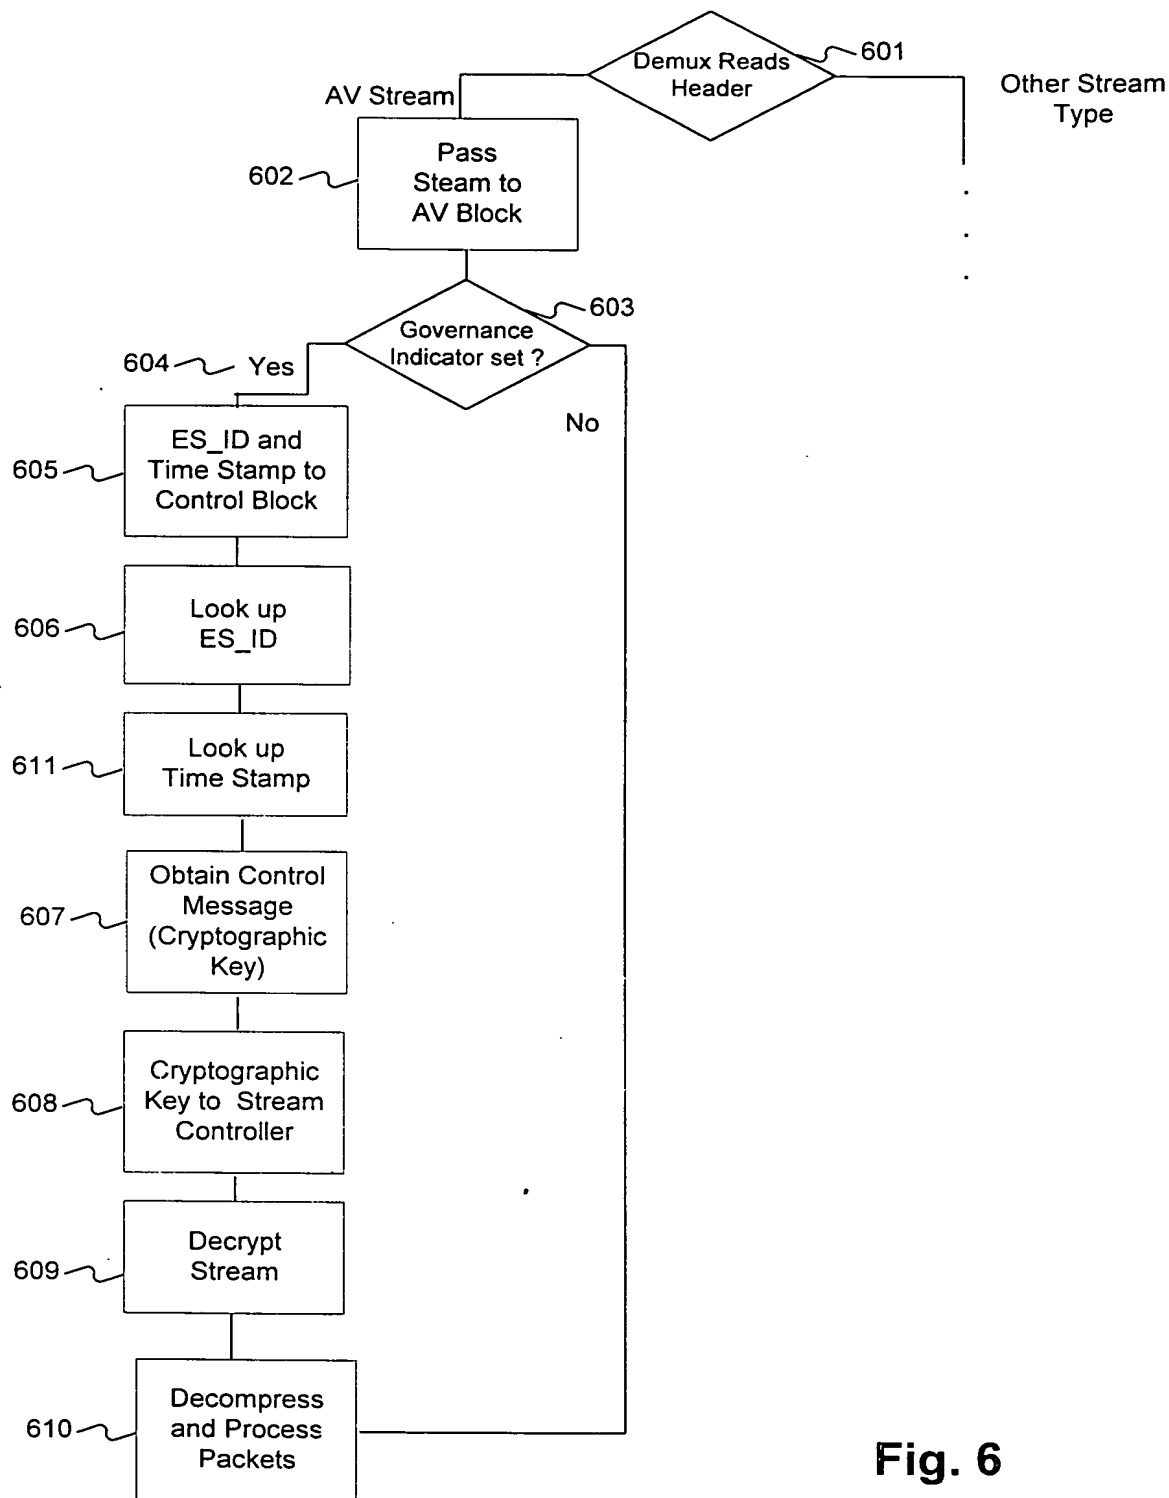 601
Demux Reads
Header
Other Stream
Type
AV Stream
602
Pass
Steam to
AV Block
603
Governance
Indicator set ?
604
Yes
No
605
ES_ID and
Time Stamp to
Control Block
606
Look up
ES_ID
611
Look up
Time Stamp
607
Obtain Control
Message
(Cryptographic
Key)
608
Cryptographic
Key to Stream
Controller
609
Decrypt
Stream
610
Decompress
and Process
Packets
Fig. 6